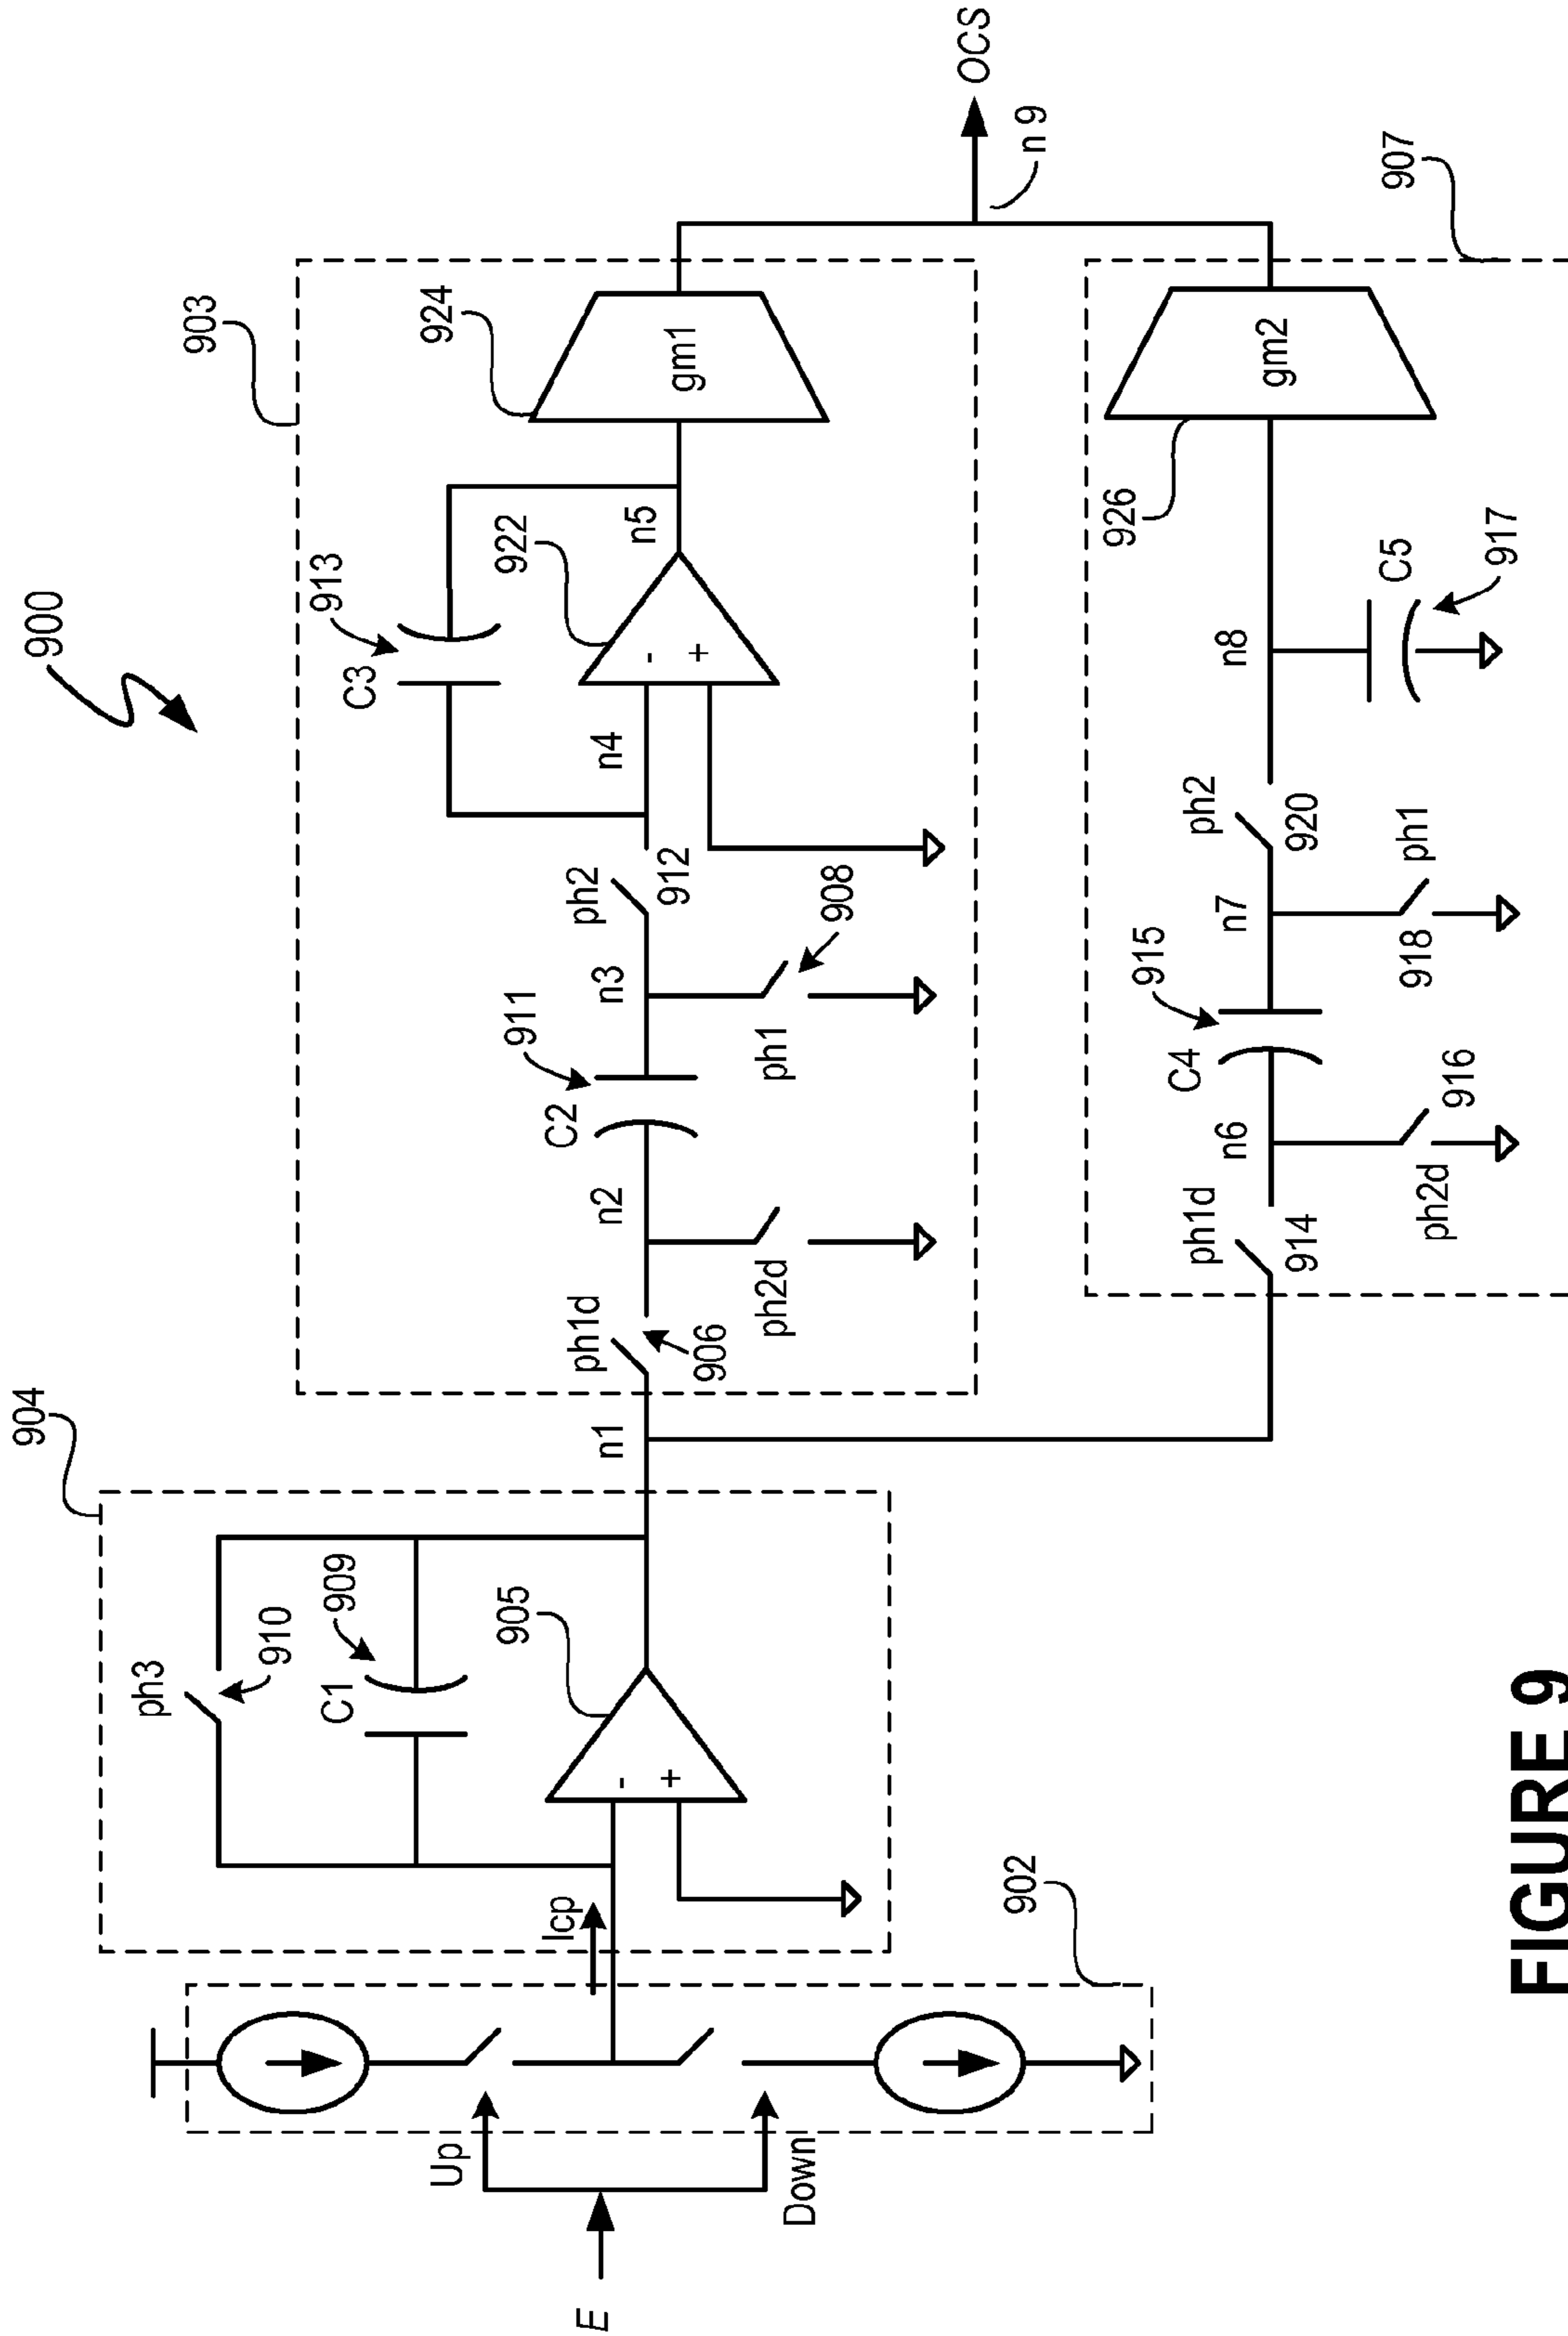 900
904
ph3
910
909
C1
905
-
+
902
Icp
Up
Down
E
n1
903
ph1d
906
n2
ph2d
C2
911
n3
ph1
908
ph2
912
n4
C3
913
-
+
922
n5
924
gm1
n 9
OCS
907
ph1d
914
n6
ph2d
916
C4
915
n7
ph1
918
ph2
920
n8
C5
917
926
gm2
FIGURE 9